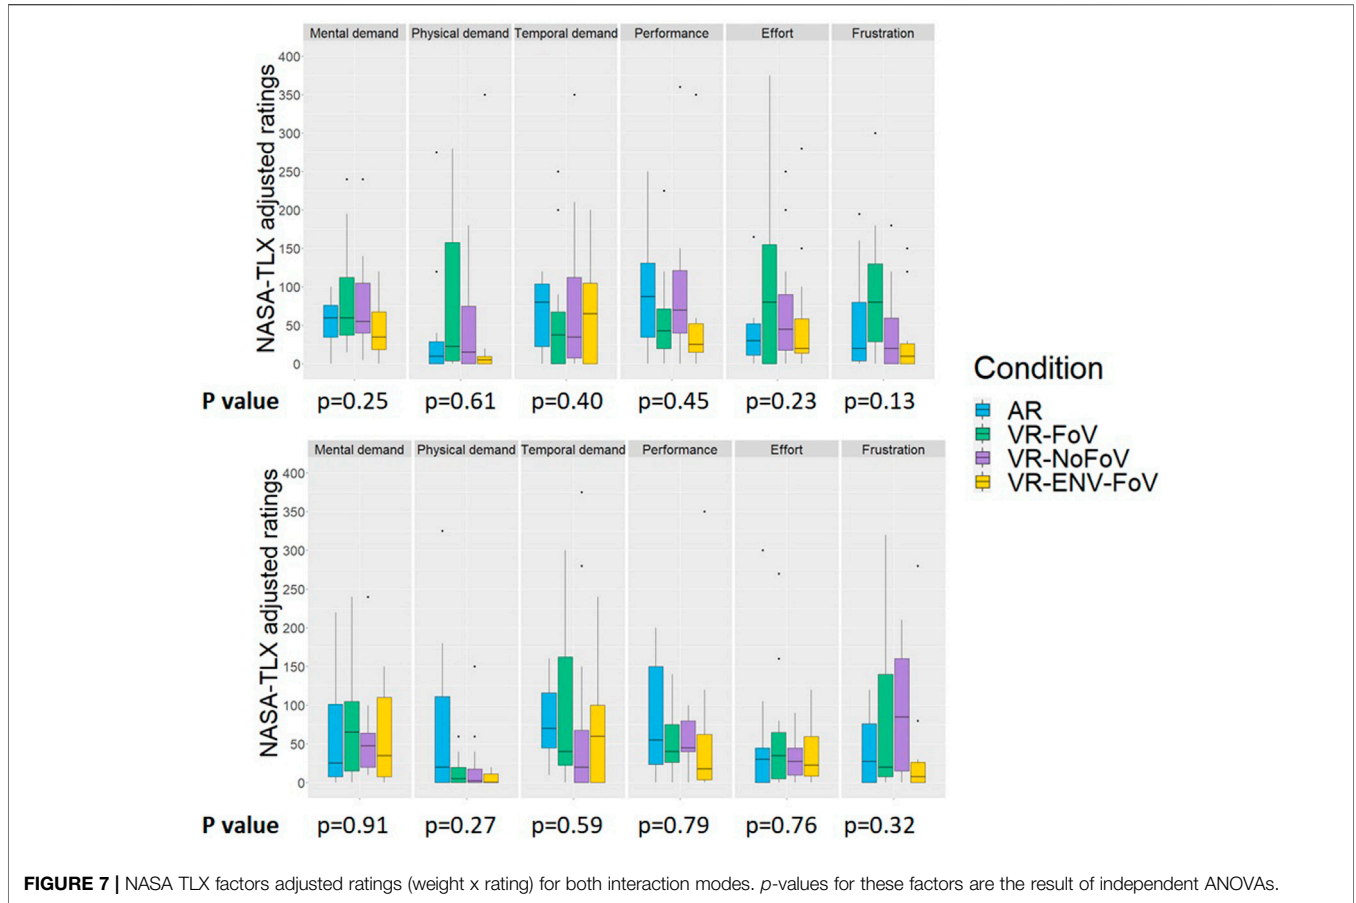 Mental demand Physical demand Temporal demand Performance Effort Frustration
NASA-TLX adjusted ratings
400
350
300
250
200
150
100
50
0
P value p=0.25 p=0.61 p=0.40 p=0.45 p=0.23 p=0.13
Condition
AR
VR-FoV
VR-NoFoV
VR-ENV-FoV
Mental demand Physical demand Temporal demand Performance Effort Frustration
NASA-TLX adjusted ratings
400
350
300
250
200
150
100
50
0
P value p=0.91 p=0.27 p=0.59 p=0.79 p=0.76 p=0.32
FIGURE 7 | NASA TLX factors adjusted ratings (weight x rating) for both interaction modes. p-values for these factors are the result of independent ANOVAs.